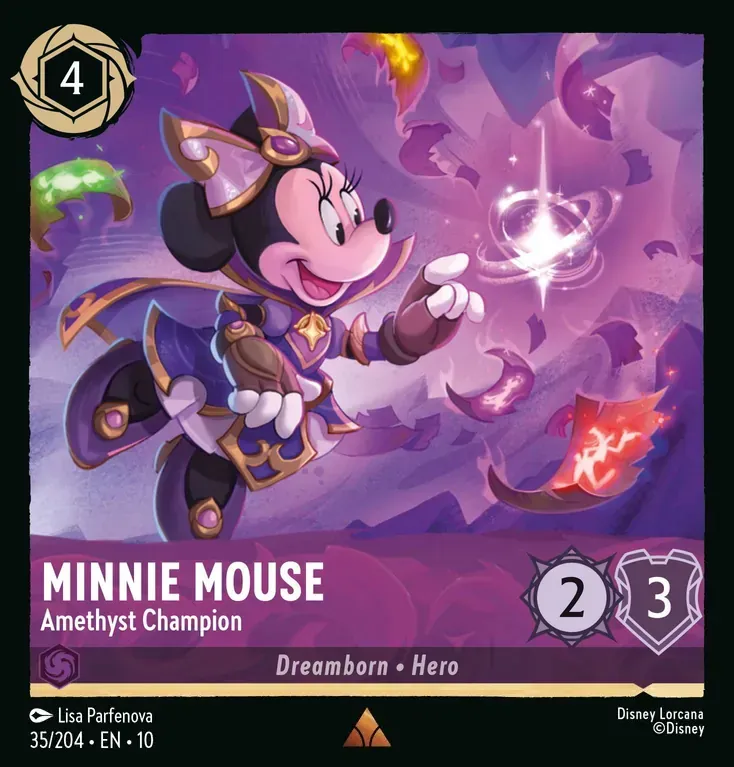 4
MINNIE MOUSE
Amethyst Champion
2
3
Dreamborn • Hero
Lisa Parfenova
Disney Lorcana
35/204 • EN • 10
©Disney